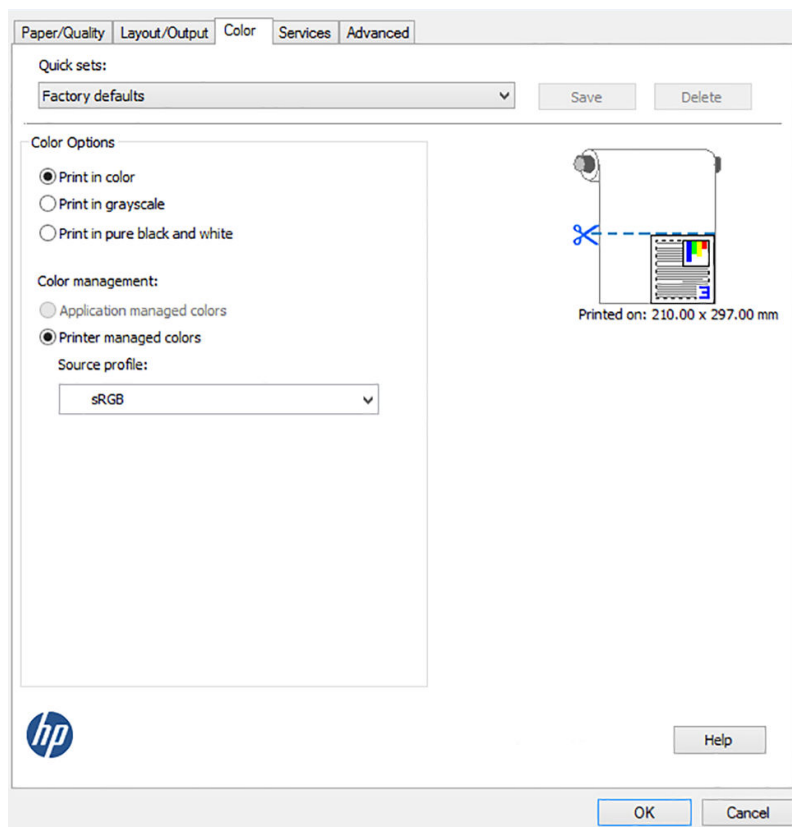 Paper/Quality Layout/Output Color Services Advanced
Quick sets:
Factory defaults Save Delete
Color Options
Print in color
Print in grayscale
Print in pure black and white
Color management:
Application managed colors
Printer managed colors
Source profile:
sRGB
Printed on: 210.00 x 297.00 mm
hp
Help
OK Cancel